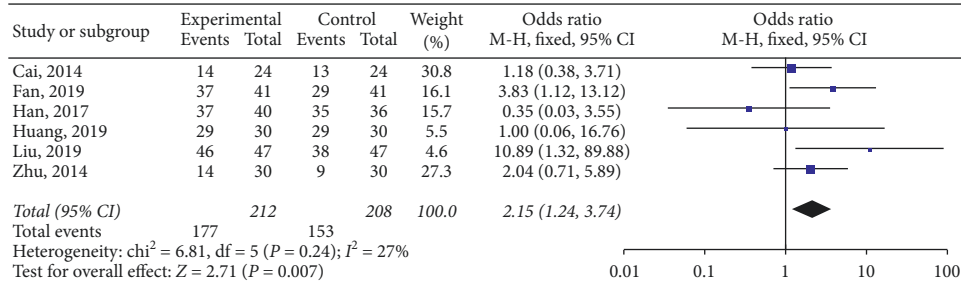 Study or subgroup Experimental Control Weight Odds ratio Odds ratio
Events Total Events Total (%) M-H, fixed, 95% CI M-H, fixed, 95% CI
Cai, 2014 14 24 13 24 30.8 1.18 (0.38, 3.71)
Fan, 2019 37 41 29 41 16.1 3.83 (1.12, 13.12)
Han, 2017 37 40 35 36 15.7 0.35 (0.03, 3.55)
Huang, 2019 29 30 29 30 5.5 1.00 (0.06, 16.76)
Liu, 2019 46 47 38 47 4.6 10.89 (1.32, 89.88)
Zhu, 2014 14 30 9 30 27.3 2.04 (0.71, 5.89)
Total (95% CI) 212 208 100.0 2.15 (1.24, 3.74)
Total events 177 153
Heterogeneity: chi² = 6.81, df = 5 (P = 0.24); I² = 27%
Test for overall effect: Z = 2.71 (P = 0.007)
0.01 0.1 1 10 100